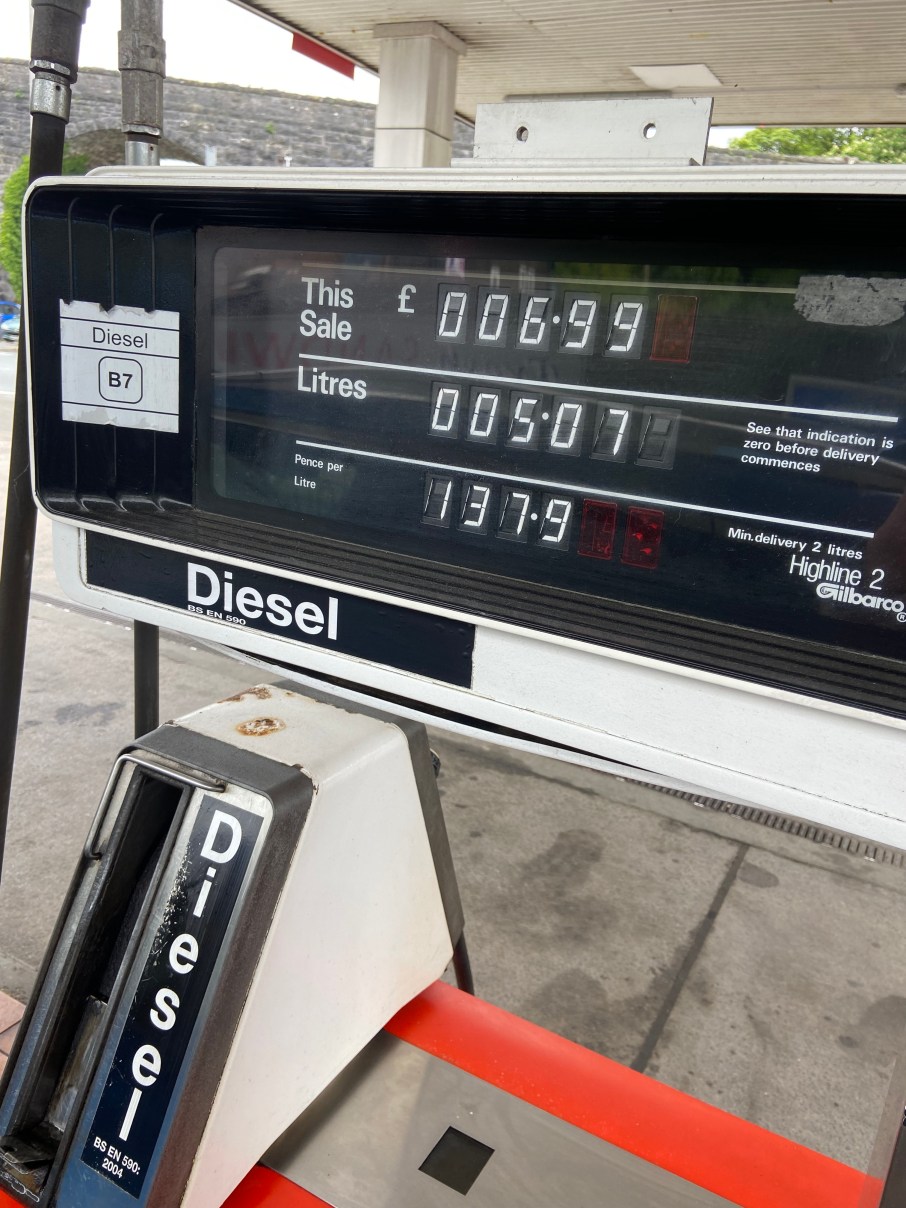 This
Sale
£ 006.99
Litres
005.07
Pence per
Litre
137.9
See that indication is
zero before delivery
commences
Min.delivery 2 litres
Highline 2
Gilbarco®
Diesel
B7
Diesel
BS EN 590
Diesel
BS EN 590:
2004